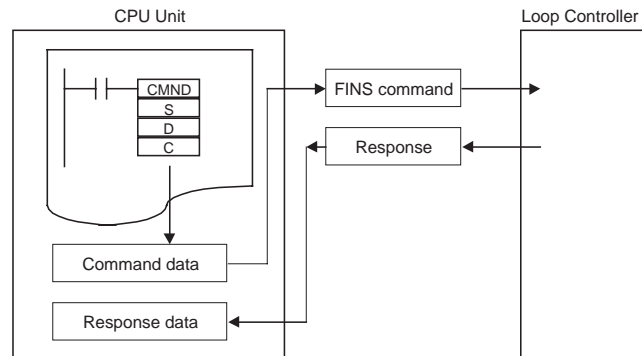 CPU Unit
Loop Controller
CMND
S
D
C
FINS command
Response
Command data
Response data